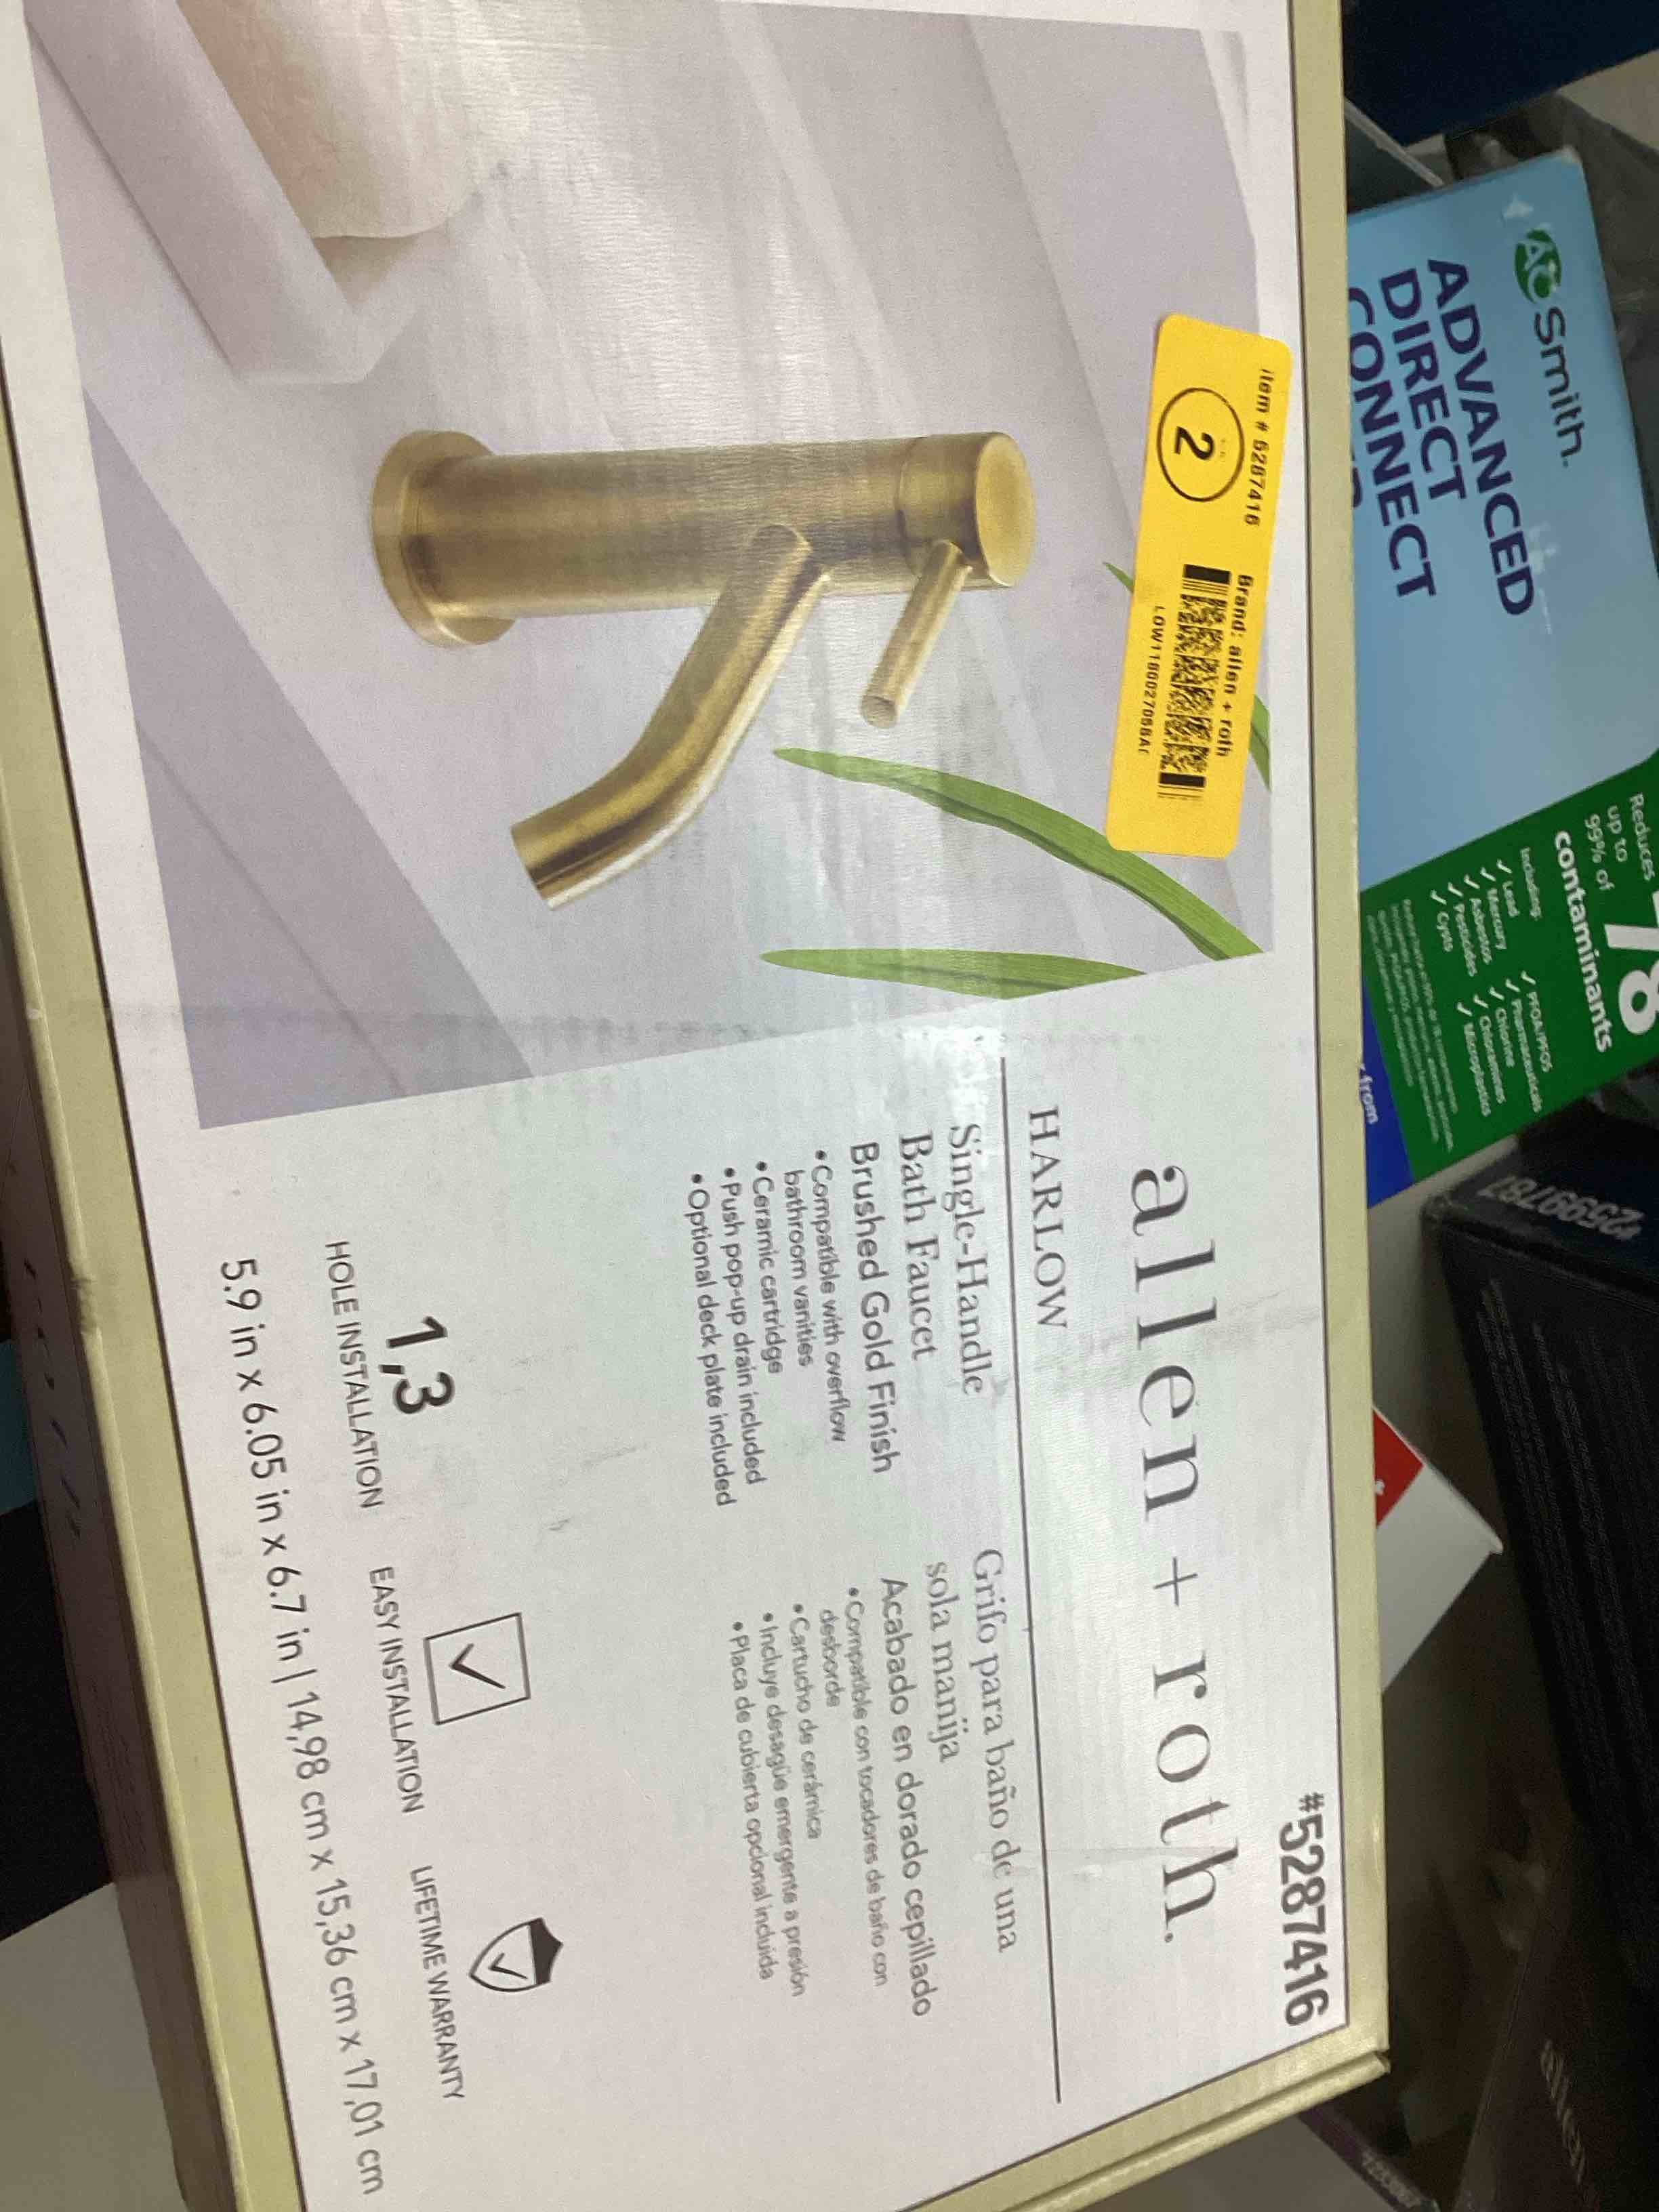 #5287416
allen + roth.
HARLOW
Single-Handle
Bath Faucet
Brushed Gold Finish
•Compatible with overflow
bathroom vanities
•Ceramic cartridge
•Push pop-up drain included
•Optional deck plate included
Grifo para baño de una
sola manija
Acabado en dorado cepillado
•Compatible con tocadores de baño con
desborde
•Cartucho de cerámica
•Incluye desagüe emergente a presión
•Placa de cubierta opcional incluida
1,3
HOLE INSTALLATION
EASY INSTALLATION
LIFETIME WARRANTY
5.9 in x 6.05 in x 6.7 in | 14,98 cm x 15,36 cm x 17,01 cm
item # 5287416
Brand: allen + roth
2
AO Smith.
ADVANCED
DIRECT
CONNECT
Reduces
up to
99% of
78
contaminants
Including:
✓ Lead
✓ Mercury
✓ Asbestos
✓ Pesticides
✓ Cysts
✓ PFOA/PFOS
✓ Pharmaceuticals
✓ Chlorine
✓ Chloramines
✓ Microplastics
from